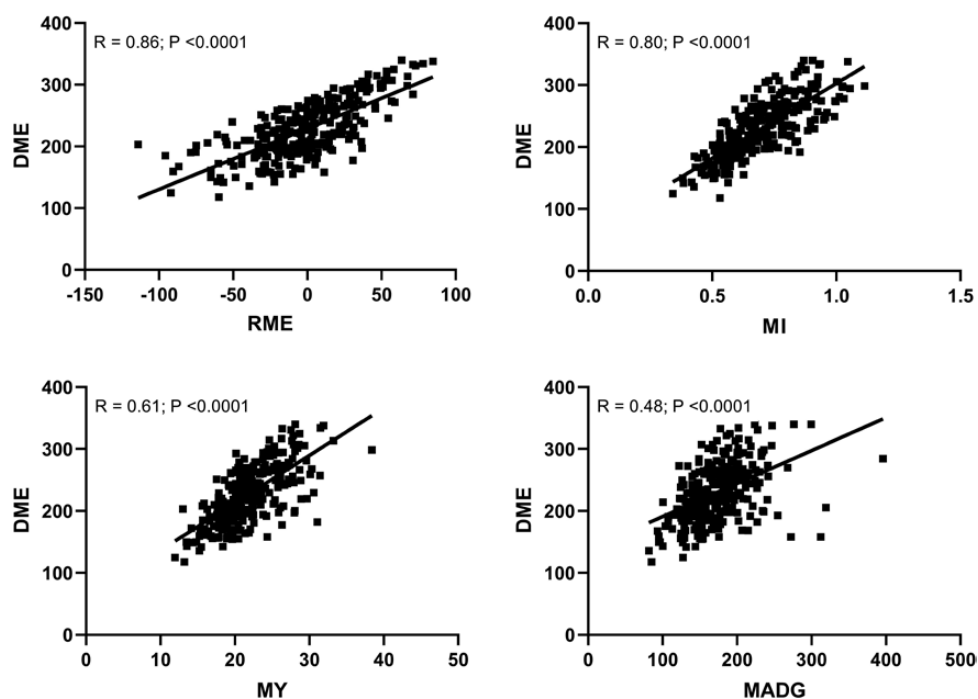 400
R = 0.86; P <0.0001
300
DME
200
100
0
-150 -100 -50 0 50 100
RME
400
R = 0.80; P <0.0001
300
DME
200
100
0
0.0 0.5 1.0 1.5
MI
400
R = 0.61; P <0.0001
300
DME
200
100
0
0 10 20 30 40 50
MY
400
R = 0.48; P <0.0001
300
DME
200
100
0
0 100 200 300 400 500
MADG